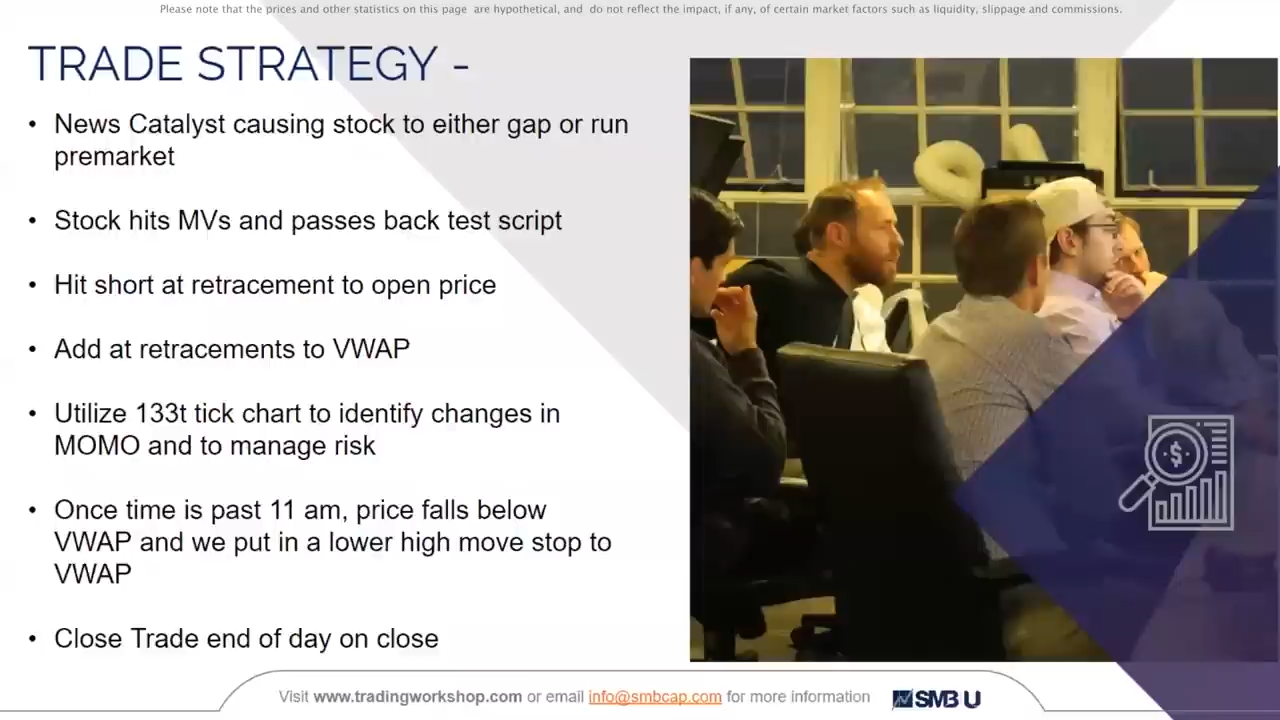 Please note that the prices and other statistics on this page are hypothetical, and do not reflect the impact, if any, of certain market factors such as liquidity, slippage and commissions.
TRADE STRATEGY -
• News Catalyst causing stock to either gap or run
premarket
• Stock hits MVs and passes back test script
• Hit short at retracement to open price
• Add at retracements to VWAP
• Utilize 133t tick chart to identify changes in
MOMO and to manage risk
• Once time is past 11 am, price falls below
VWAP and we put in a lower high move stop to
VWAP
• Close Trade end of day on close
$
Visit www.tradingworkshop.com or email info@smbcap.com for more information
SMB U